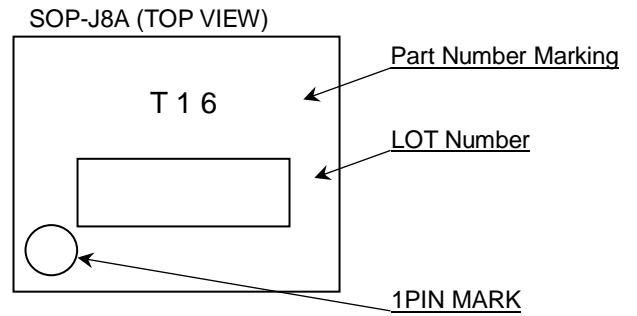 SOP-J8A (TOP VIEW)
Part Number Marking
T 1 6
LOT Number
1PIN MARK